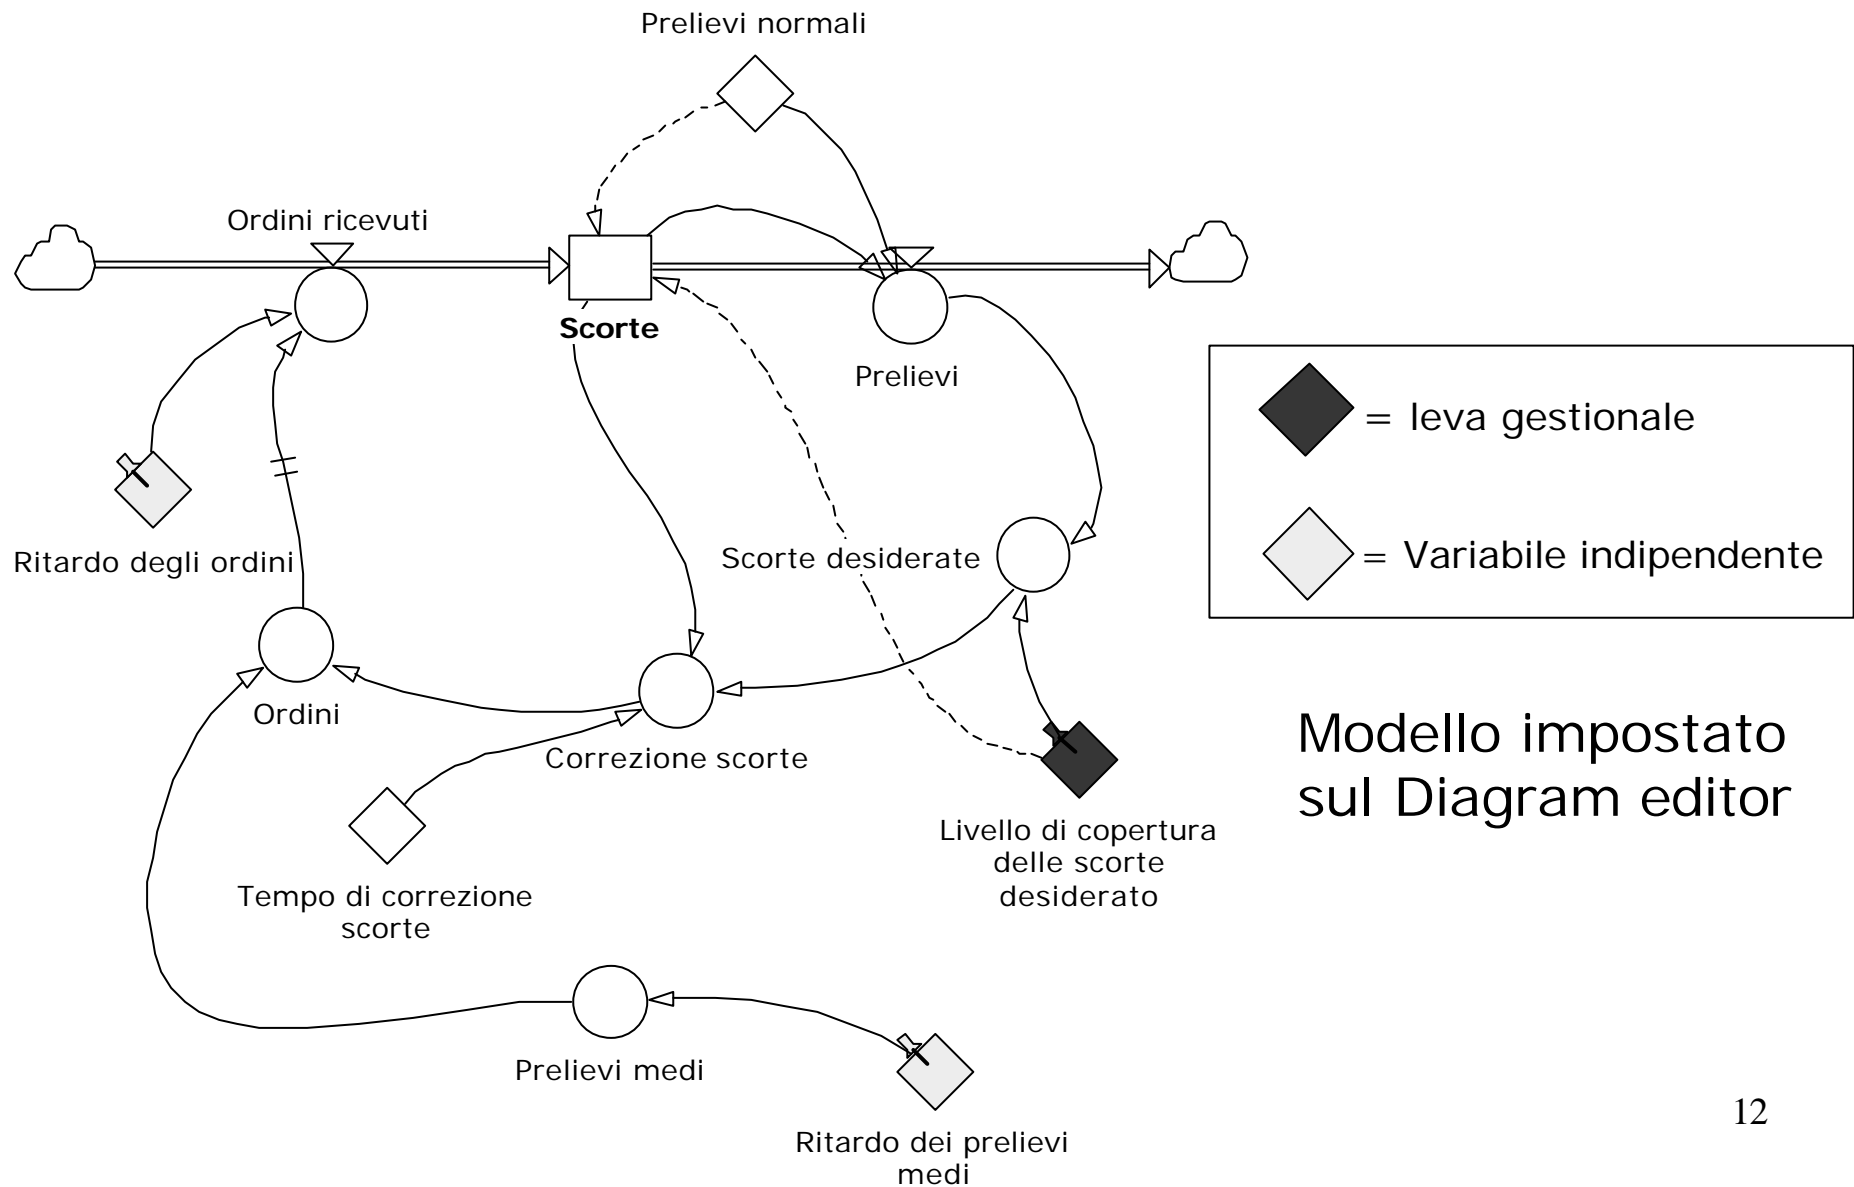 Prelievi normali
Ordini ricevuti
Scorte
Prelievi
= leva gestionale
= Variabile indipendente
Ritardo degli ordini
Scorte desiderate
Ordini
Correzione scorte
Modello impostato
sul Diagram editor
Livello di copertura
delle scorte
desiderato
Tempo di correzione
scorte
Prelievi medi
Ritardo dei prelievi
medi
12